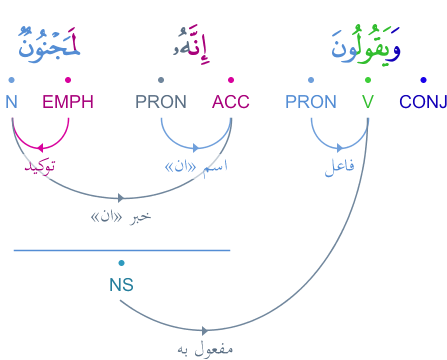 وَيَقُولُونَ إِنَّهُۥ لَمَجْنُونٌ
CONJ V PRON ACC PRON EMPH N
فاعل اسم «ان» توكيد
خبر «ان»
NS
مفعول به